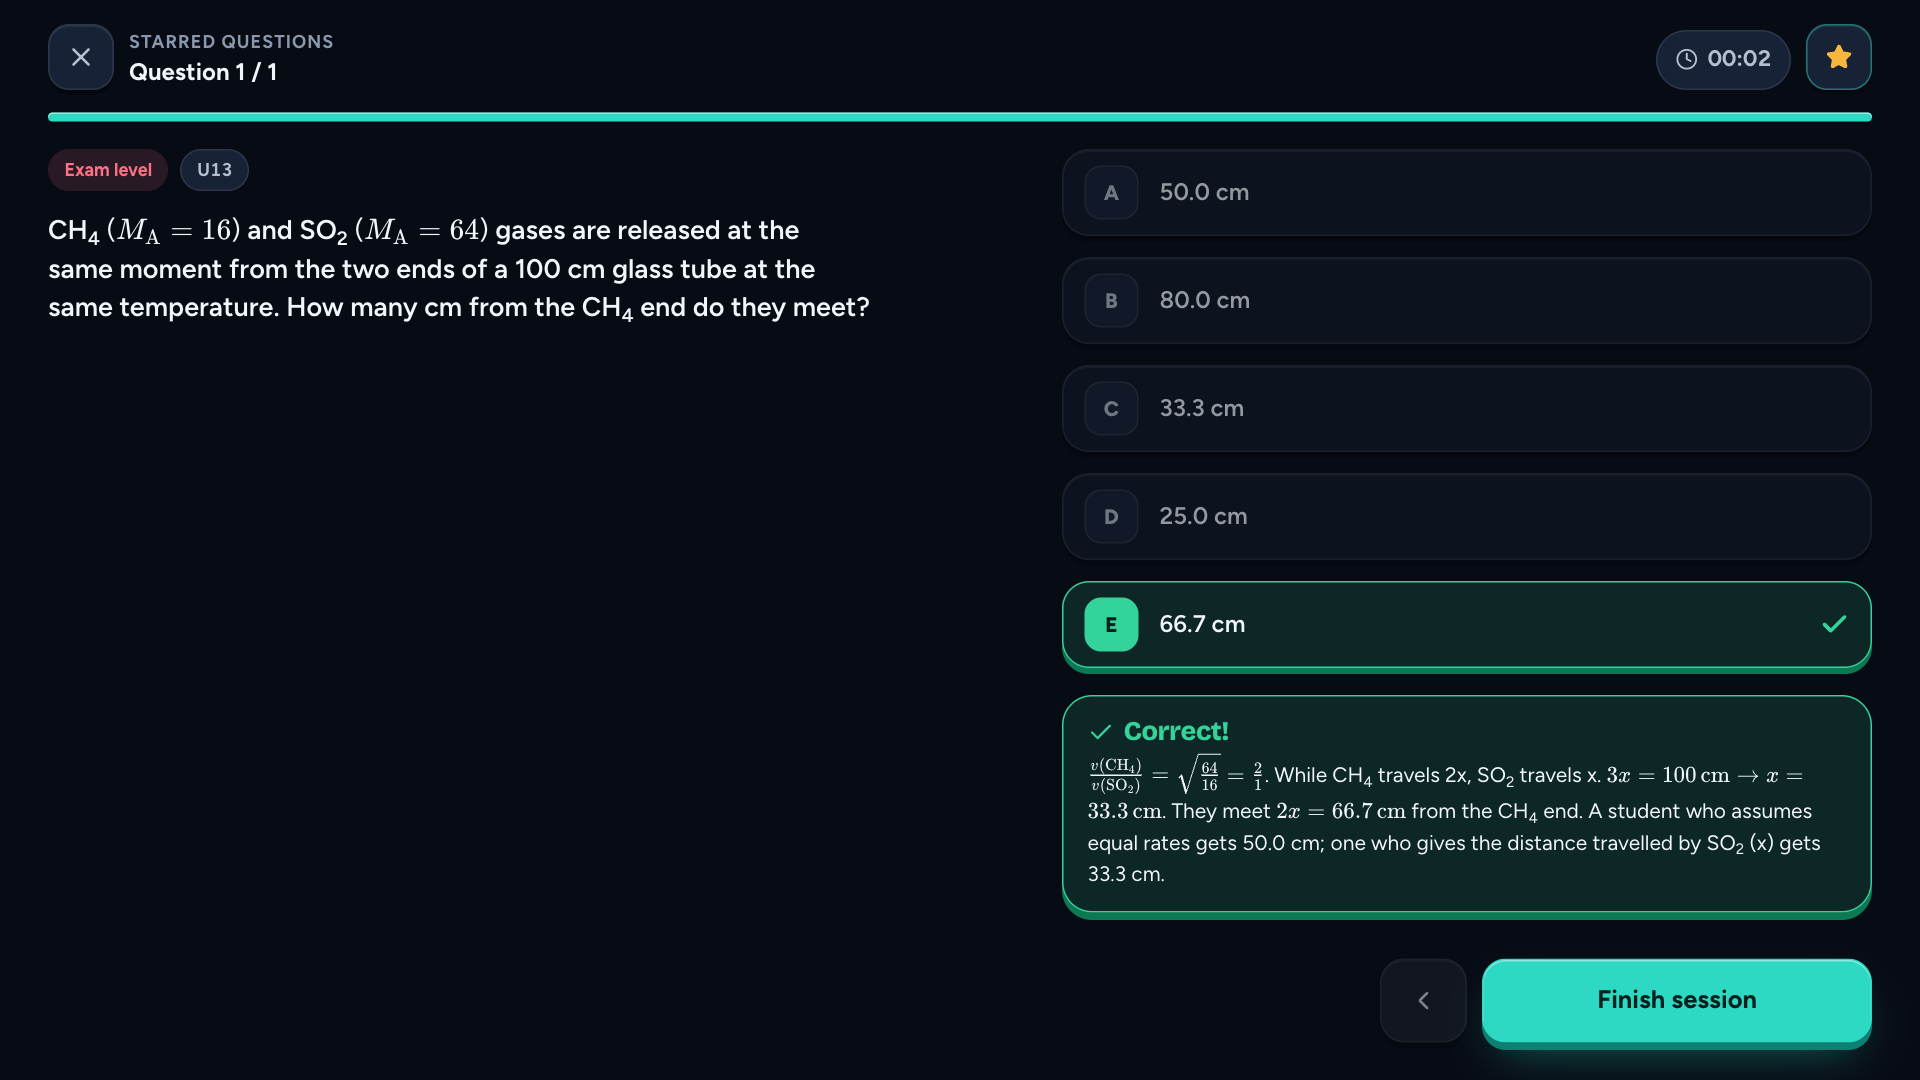 STARRED QUESTIONS
Question 1 / 1
00:02
Exam level
U13
CH₄ (M_A = 16) and SO₂ (M_A = 64) gases are released at the
same moment from the two ends of a 100 cm glass tube at the
same temperature. How many cm from the CH₄ end do they meet?
A 50.0 cm
B 80.0 cm
C 33.3 cm
D 25.0 cm
E 66.7 cm
Correct!
v(CH₄)/v(SO₂) = √(64/16) = 2/1. While CH₄ travels 2x, SO₂ travels x. 3x = 100 cm → x =
33.3 cm. They meet 2x = 66.7 cm from the CH₄ end. A student who assumes
equal rates gets 50.0 cm; one who gives the distance travelled by SO₂ (x) gets
33.3 cm.
Finish session